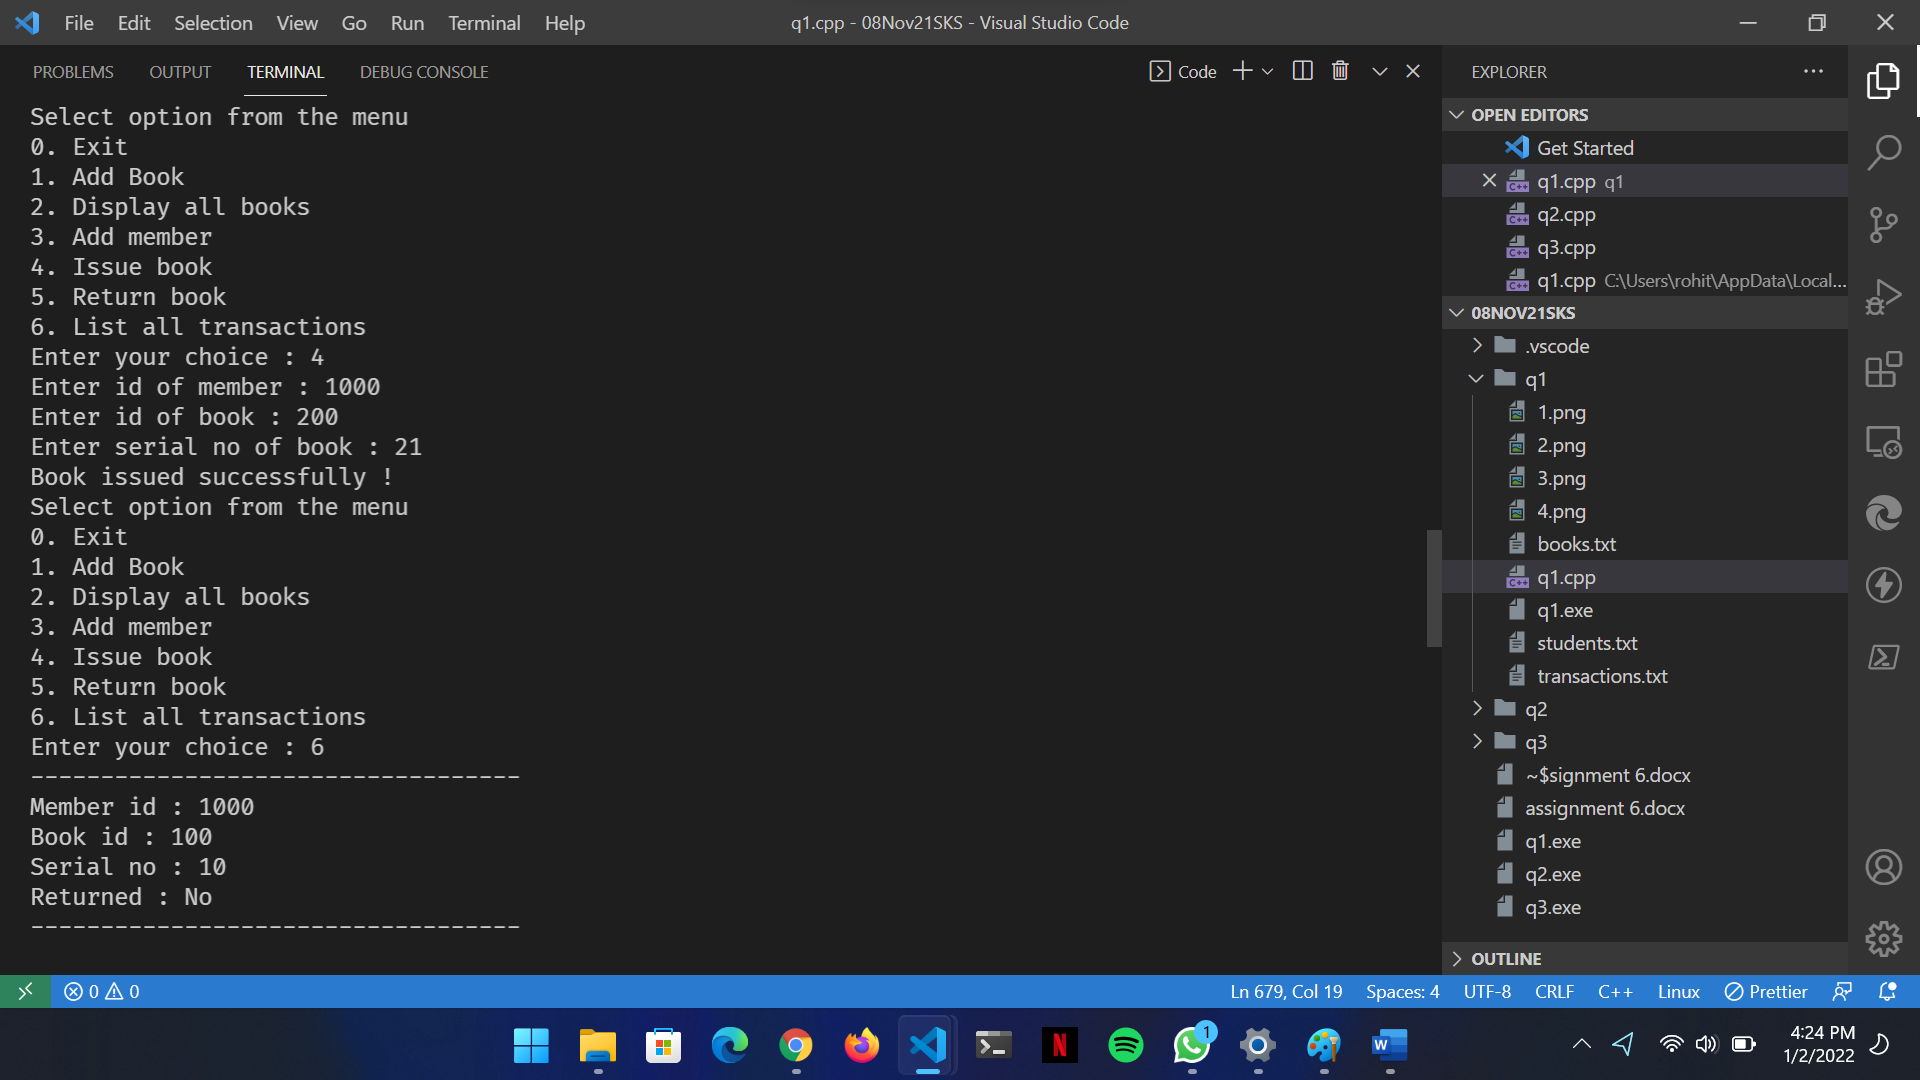 File Edit Selection View Go Run Terminal Help
q1.cpp - 08Nov21SKS - Visual Studio Code
PROBLEMS OUTPUT TERMINAL DEBUG CONSOLE
Code
Select option from the menu
0. Exit
1. Add Book
2. Display all books
3. Add member
4. Issue book
5. Return book
6. List all transactions
Enter your choice : 4
Enter id of member : 1000
Enter id of book : 200
Enter serial no of book : 21
Book issued successfully !
Select option from the menu
0. Exit
1. Add Book
2. Display all books
3. Add member
4. Issue book
5. Return book
6. List all transactions
Enter your choice : 6
-----------------------------------
Member id : 1000
Book id : 100
Serial no : 10
Returned : No
-----------------------------------
EXPLORER
OPEN EDITORS
Get Started
q1.cpp q1
q2.cpp
q3.cpp
q1.cpp C:\Users\rohit\AppData\Local...
08NOV21SKS
.vscode
q1
1.png
2.png
3.png
4.png
books.txt
q1.cpp
q1.exe
students.txt
transactions.txt
q2
q3
~$signment 6.docx
assignment 6.docx
q1.exe
q2.exe
q3.exe
OUTLINE
0 0
Ln 679, Col 19 Spaces: 4 UTF-8 CRLF C++ Linux Prettier
1
4:24 PM
1/2/2022